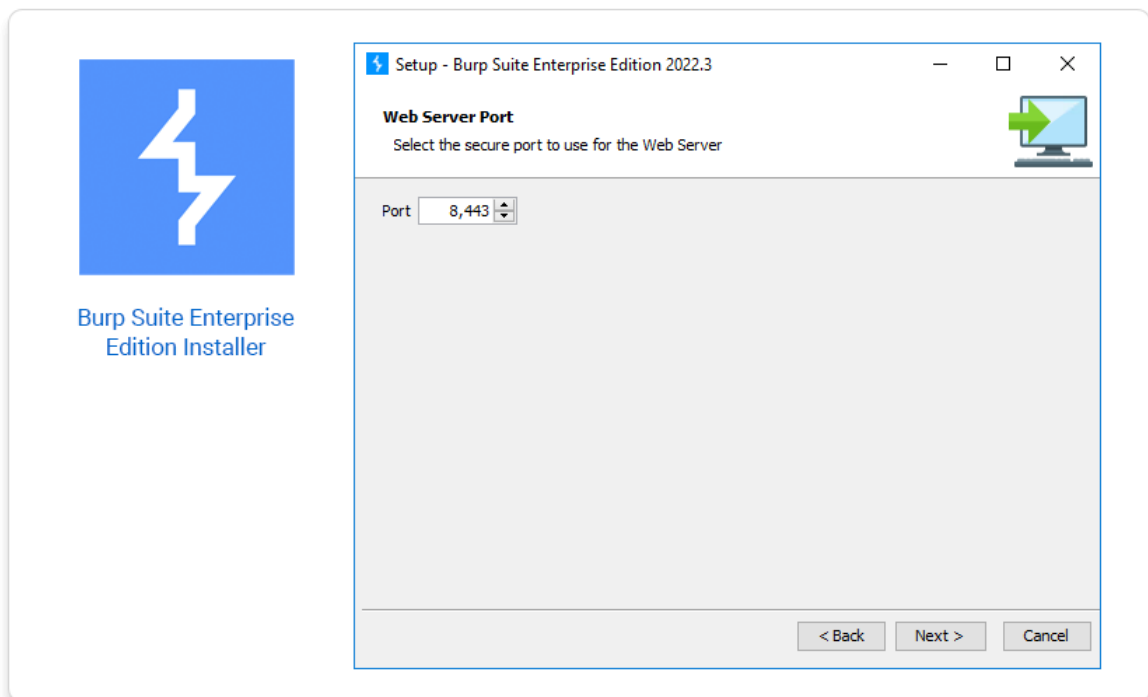 Burp Suite Enterprise
Edition Installer
Setup - Burp Suite Enterprise Edition 2022.3
Web Server Port
Select the secure port to use for the Web Server
Port 8,443
< Back Next > Cancel